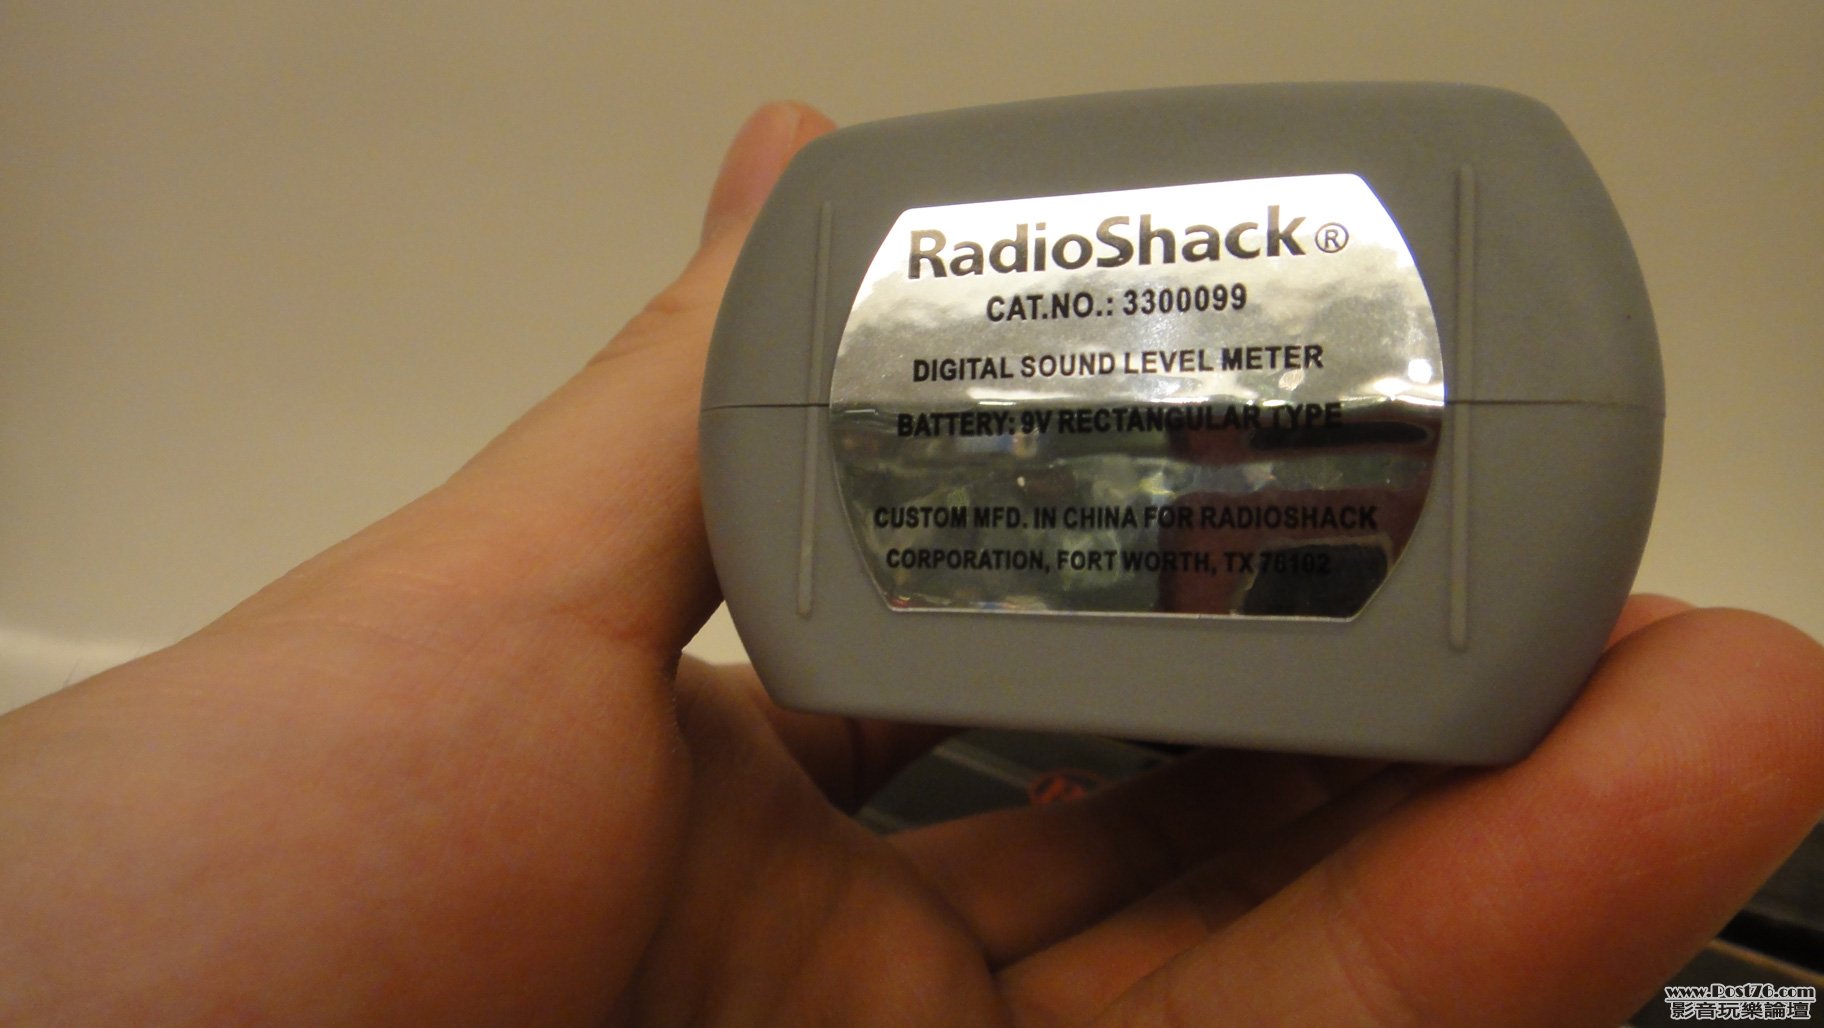 RadioShack®
CAT.NO.: 3300099
DIGITAL SOUND LEVEL METER
BATTERY: 9V RECTANGULAR TYPE
CUSTOM MFD. IN CHINA FOR RADIOSHACK
CORPORATION, FORT WORTH, TX 76102
www.Post76.com
影音玩樂論壇